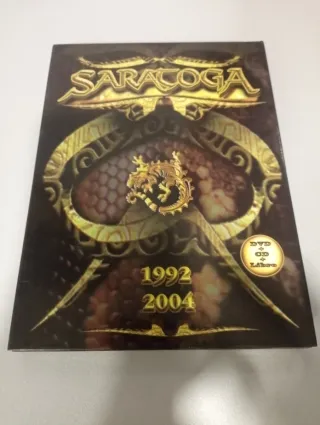 SARATOGA
1992
2004
DVD
+
CD
+
Libro